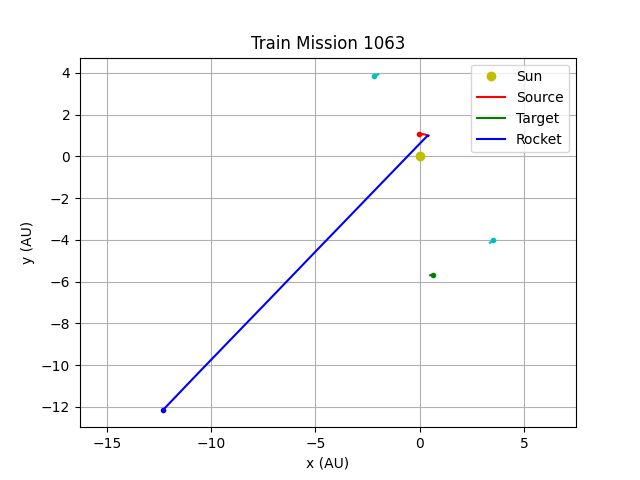 Train Mission 1063
Sun
Source
Target
Rocket
4
2
0
−2
−4
−6
−8
−10
−12
y (AU)
−15
−10
−5
0
5
x (AU)